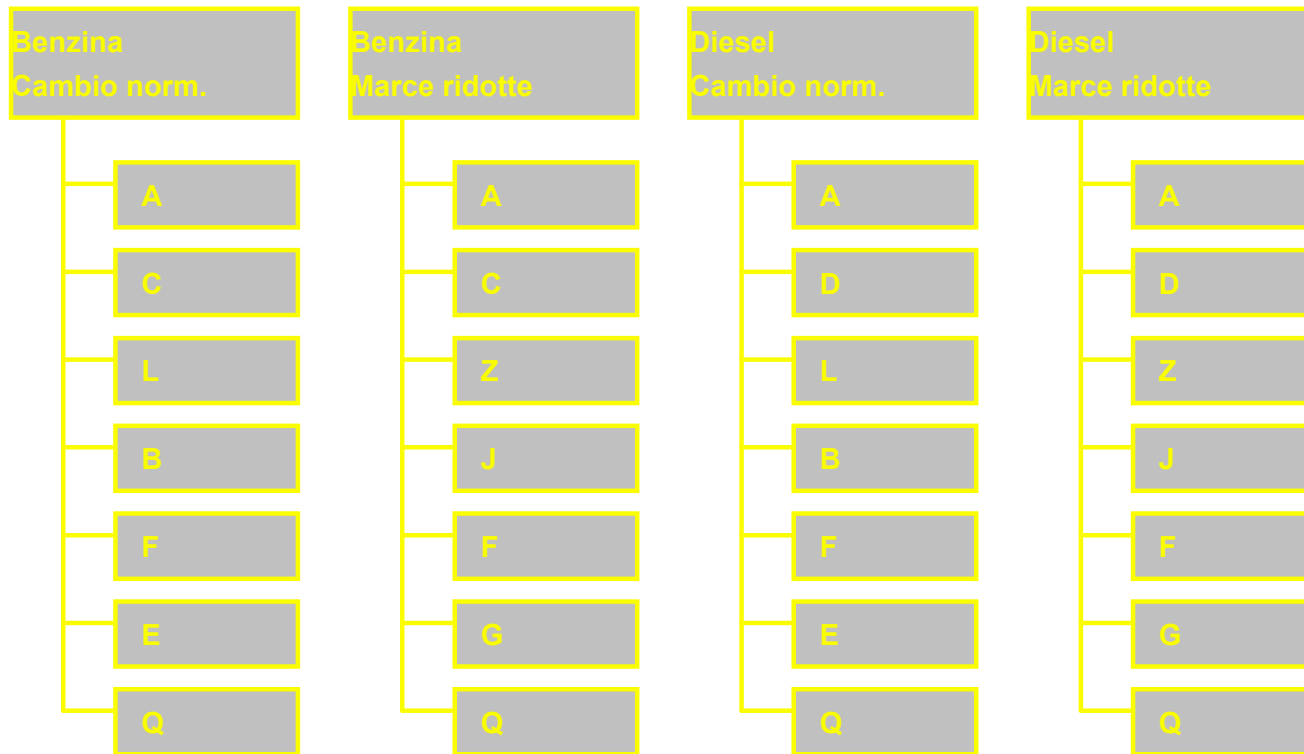 Benzina
Cambio norm.
A
C
L
B
F
E
Q
Benzina
Marce ridotte
A
C
Z
J
F
G
Q
Diesel
Cambio norm.
A
D
L
B
F
E
Q
Diesel
Marce ridotte
A
D
Z
J
F
G
Q